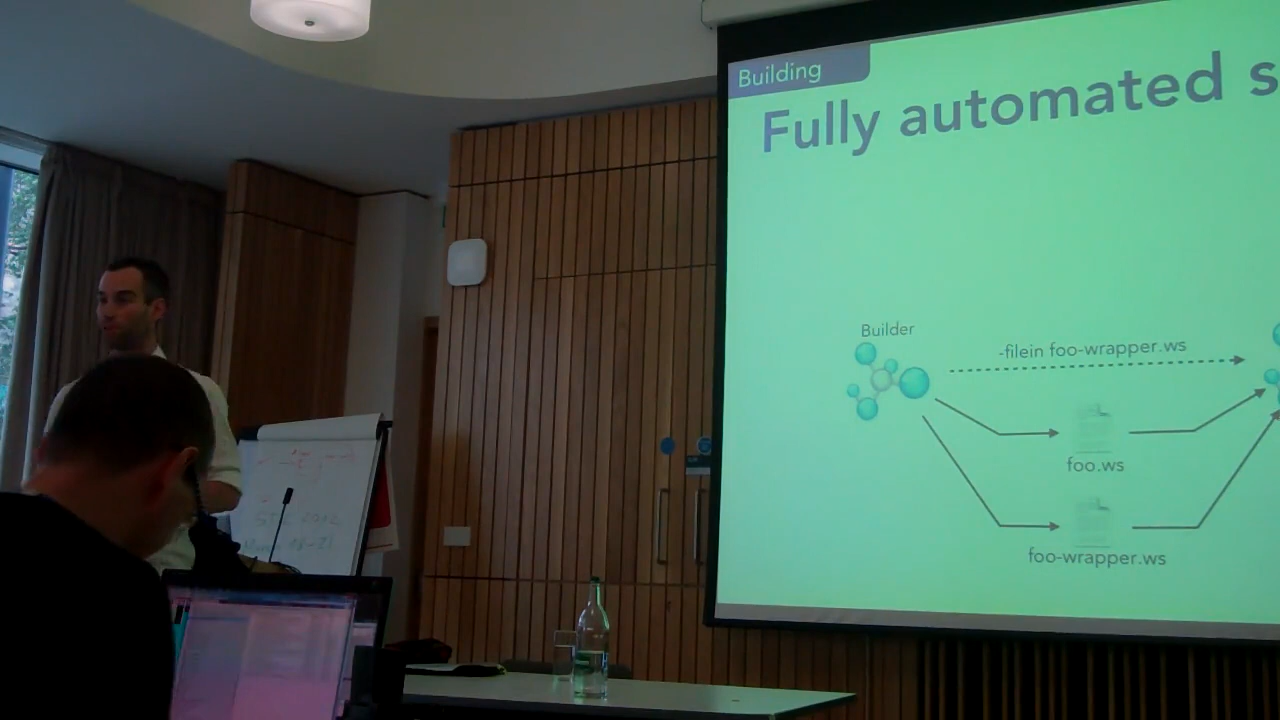 Building
Fully automated s
Builder
-filein foo-wrapper.ws
foo.ws
foo-wrapper.ws